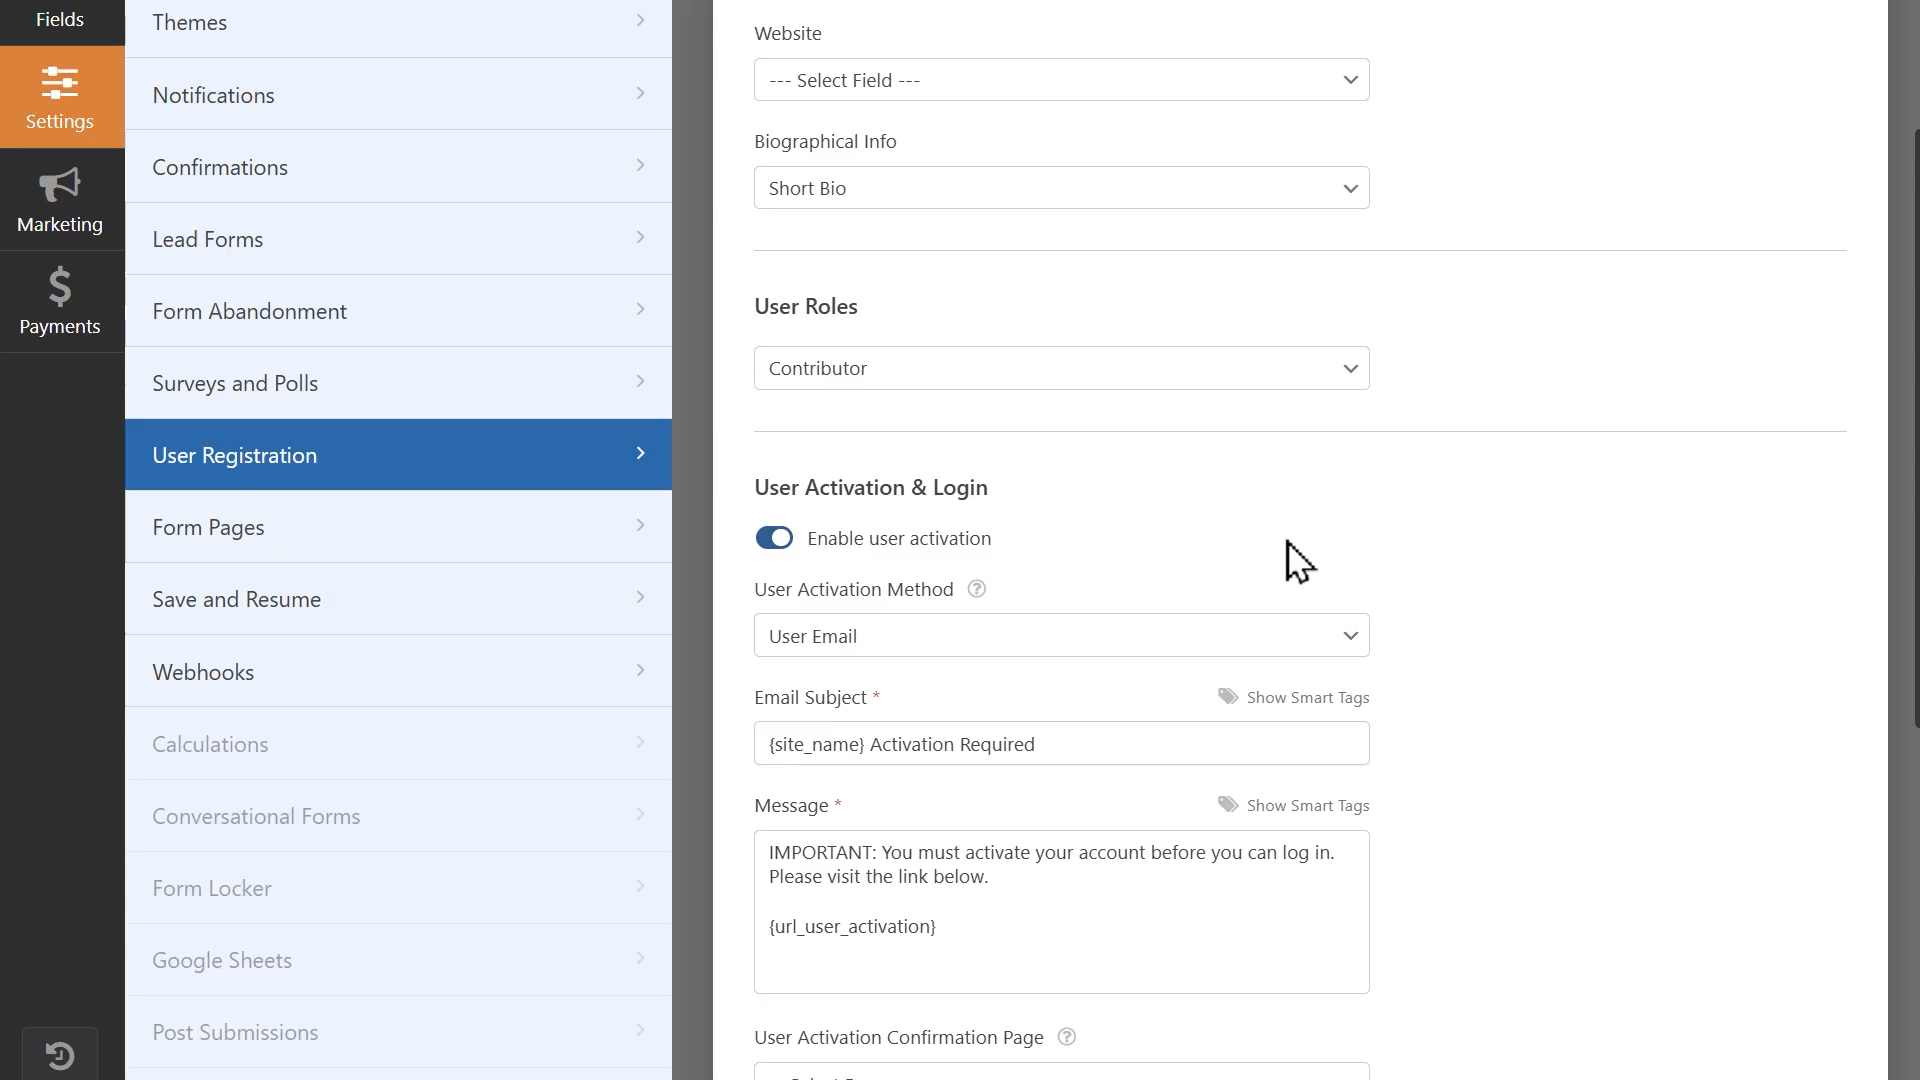 Fields
Settings
Marketing
Payments
Themes
Notifications
Confirmations
Lead Forms
Form Abandonment
Surveys and Polls
User Registration
Form Pages
Save and Resume
Webhooks
Calculations
Conversational Forms
Form Locker
Google Sheets
Post Submissions
Website
--- Select Field ---
Biographical Info
Short Bio
User Roles
Contributor
User Activation & Login
Enable user activation
User Activation Method
User Email
Email Subject *
Show Smart Tags
{site_name} Activation Required
Message *
Show Smart Tags
IMPORTANT: You must activate your account before you can log in.
Please visit the link below.
{url_user_activation}
User Activation Confirmation Page